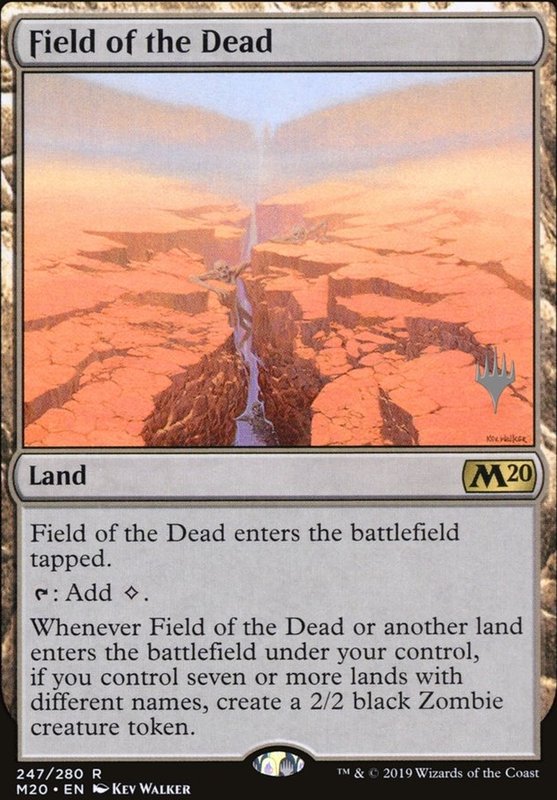 Field of the Dead
Kev Walker
Land
M20
Field of the Dead enters the battlefield
tapped.
: Add .
Whenever Field of the Dead or another land
enters the battlefield under your control,
if you control seven or more lands with
different names, create a 2/2 black Zombie
creature token.
247/280 R
M20 • EN Kev Walker
™ & © 2019 Wizards of the Coast